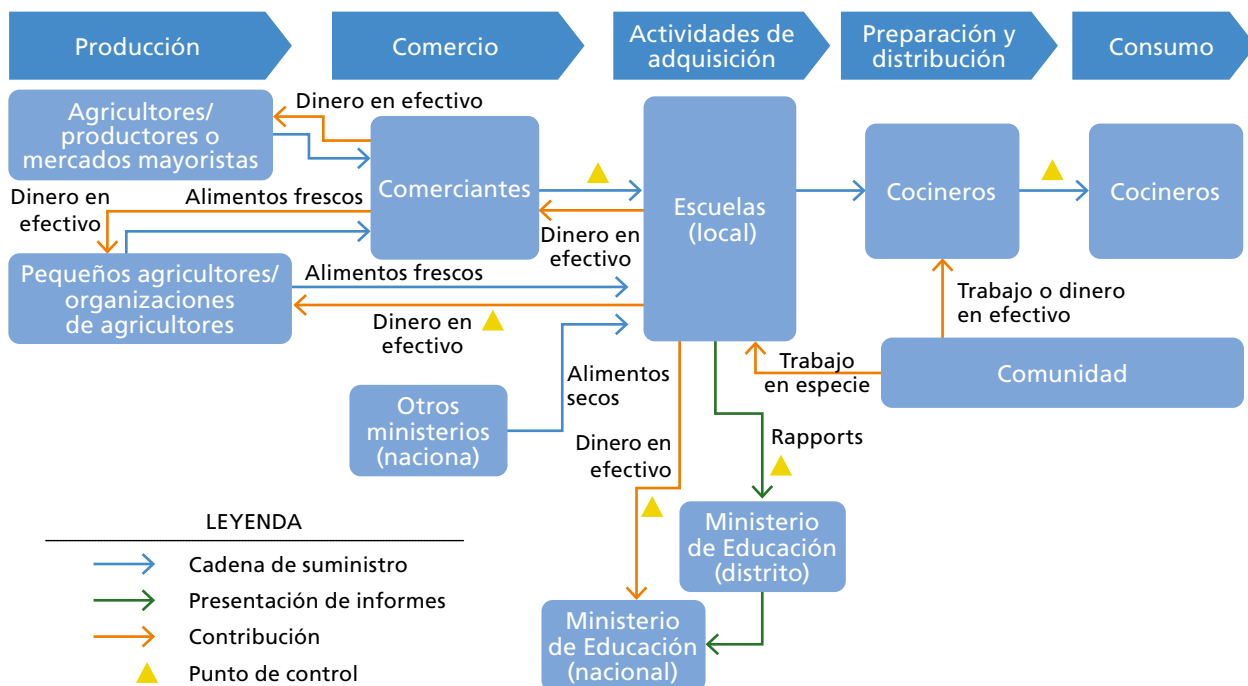 Producción
Comercio
Actividades de
adquisición
Preparación y
distribución
Consumo
Agricultores/
productores o
mercados mayoristas
Dinero en efectivo
Comerciantes
Dinero en
efectivo
Alimentos frescos
Pequeños agricultores/
organizaciones
de agricultores
Alimentos frescos
Dinero en
efectivo
Dinero en
efectivo
Escuelas
(local)
Cocineros
Cocineros
Trabajo o dinero
en efectivo
Trabajo
en especie
Comunidad
Otros
ministerios
(naciona)
Alimentos
secos
Dinero en
efectivo
Rapports
Ministerio
de Educación
(distrito)
Ministerio
de Educación
(nacional)
LEYENDA
Cadena de suministro
Presentación de informes
Contribución
Punto de control